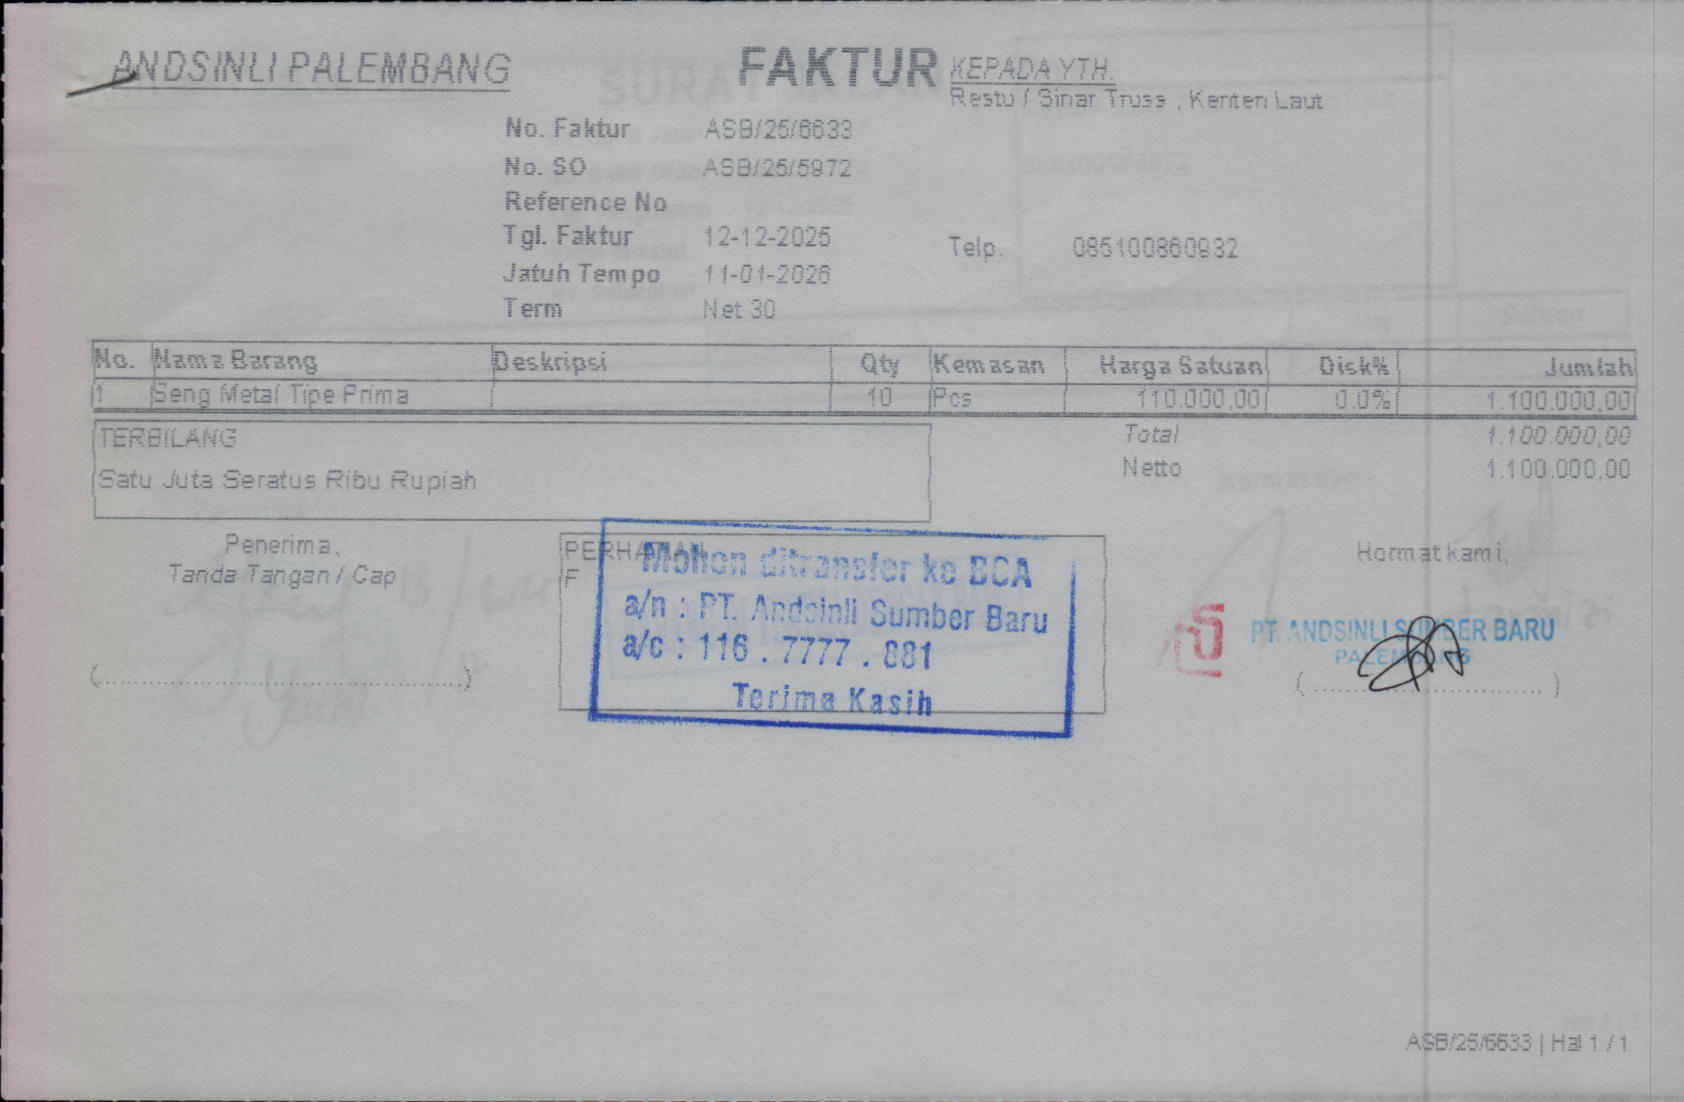 ANDSINLI PALEMBANG
FAKTUR
KEPADA YTH.
Restu / Sinar Truss , Kenten Laut
No. Faktur ASB/25/6633
No. SO ASB/25/5972
Reference No
Tgl. Faktur 12-12-2025
Telp. 085100860932
Jatuh Tempo 11-01-2026
Term Net 30
No. Nama Barang Deskripsi Qty Kemasan Harga Satuan Disk% Jumlah
1 Seng Metal Tipe Prima 10 Pcs 110.000,00 0.0% 1.100.000,00
TERBILANG
Satu Juta Seratus Ribu Rupiah
Total 1.100.000,00
Netto 1.100.000,00
Penerima,
Tanda Tangan / Cap
(..............................)
PERHATIAN
F
Mohon ditransfer ke BCA
a/n : PT. Andsinli Sumber Baru
a/c : 116 . 7777 . 881
Terima Kasih
Hormat kami,
PT. ANDSINLI SUMBER BARU
PALEMBANG
(..............................)
ASB/25/6633 | Hal 1 / 1